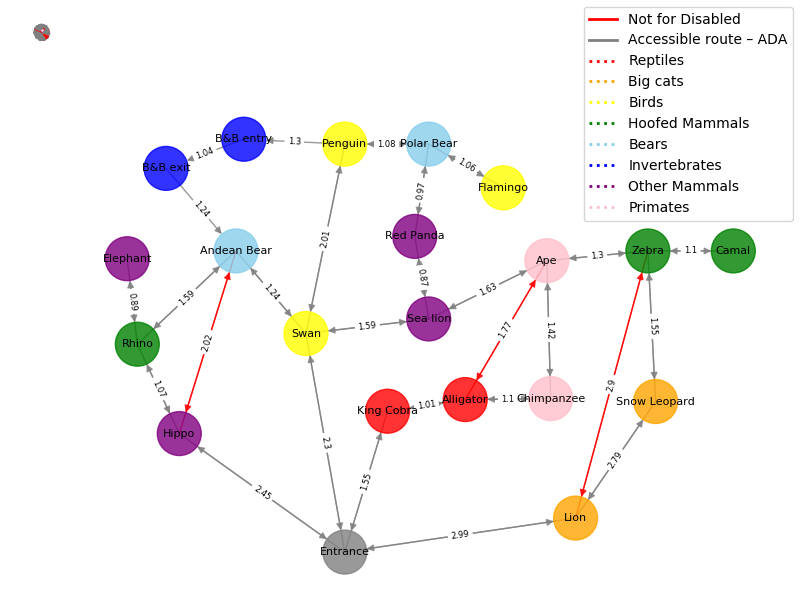 Not for Disabled
Accessible route – ADA
Reptiles
Big cats
Birds
Hoofed Mammals
Bears
Invertebrates
Other Mammals
Primates
B&B entry
1.3
Penguin
1.08
Polar Bear
1.04
B&B exit
1.06
Flamingo
0.97
1.24
2.01
Red Panda
Andean Bear
Elephant
Ape
1.3
Zebra
1.1
Camal
0.87
1.63
0.89
1.59
1.24
Sea lion
Swan
1.59
1.77
1.42
1.55
Rhino
2.02
1.07
2.9
King Cobra
1.01
Alligator
1.1
Chimpanzee
Snow Leopard
Hippo
2.3
1.55
2.79
2.45
Lion
2.99
Entrance